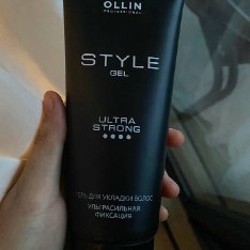 OLLIN
PROFESSIONAL
STYLE
GEL
ULTRA
STRONG
ГЕЛЬ ДЛЯ УКЛАДКИ ВОЛОС
УЛЬТРАСИЛЬНАЯ
ФИКСАЦИЯ